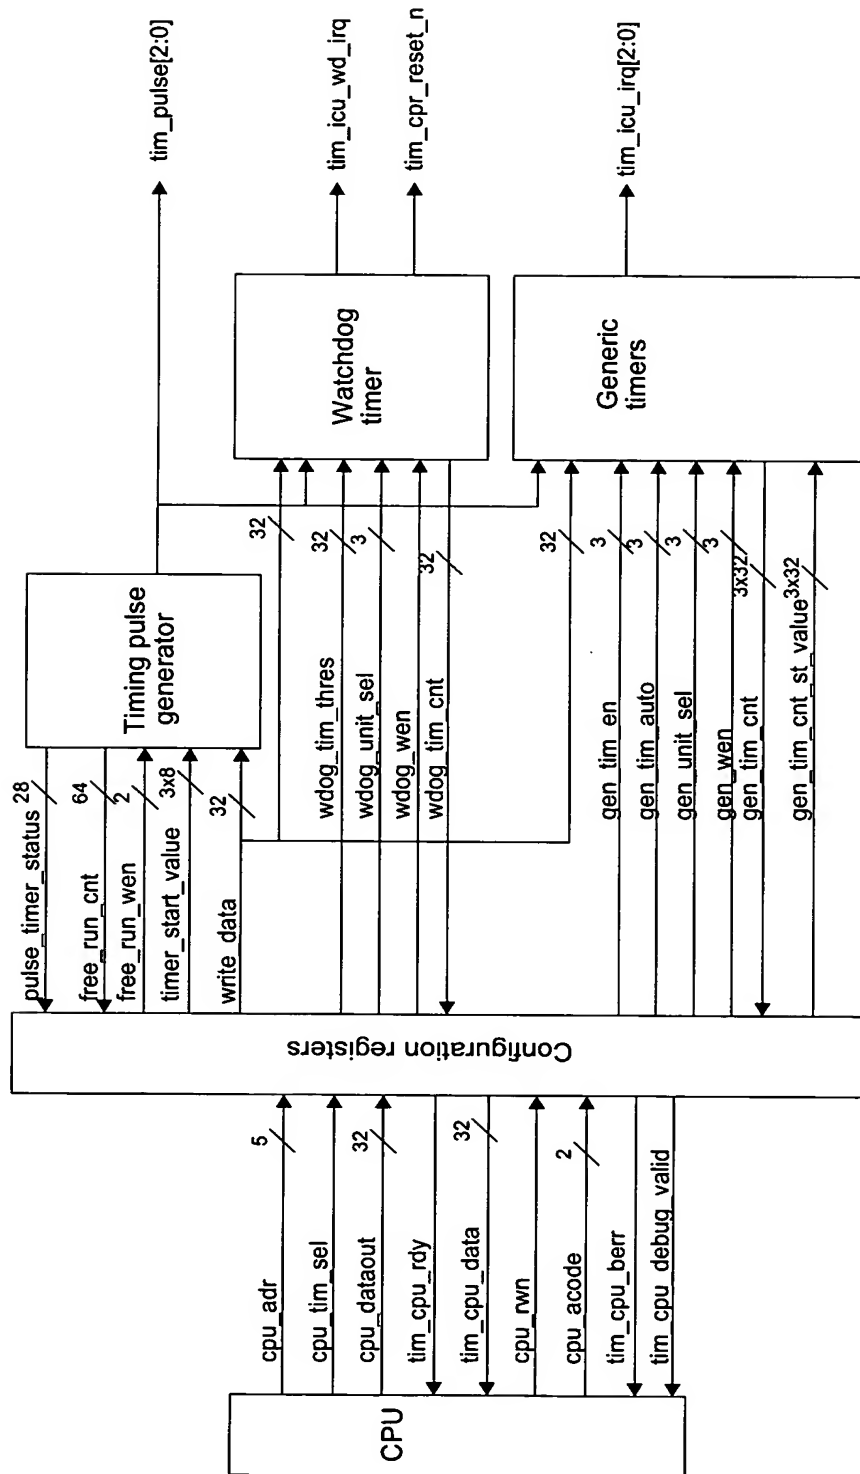 CPU
cpu_adr
5
cpu_tim_sel
cpu_dataout
32
tim_cpu_rdy
tim_cpu_data
32
cpu_rwn
cpu_acode
2
tim_cpu_berr
tim_cpu_debug_valid
Configuration registers
pulse_timer_status
28
free_run_cnt
64
free_run_wen
2
timer_start_value
3x8
write_data
32
Timing pulse
generator
tim_pulse[2:0]
32
wdog_tim_thres
32
wdog_unit_sel
3
wdog_wen
wdog_tim_cnt
32
Watchdog
timer
tim_icu_wd_irq
tim_cpr_reset_n
32
gen_tim_en
3
gen_tim_auto
3
gen_unit_sel
3
gen_wen
3
gen_tim_cnt
3x32
gen_tim_cnt_st_value
3x32
Generic
timers
tim_icu_irq[2:0]